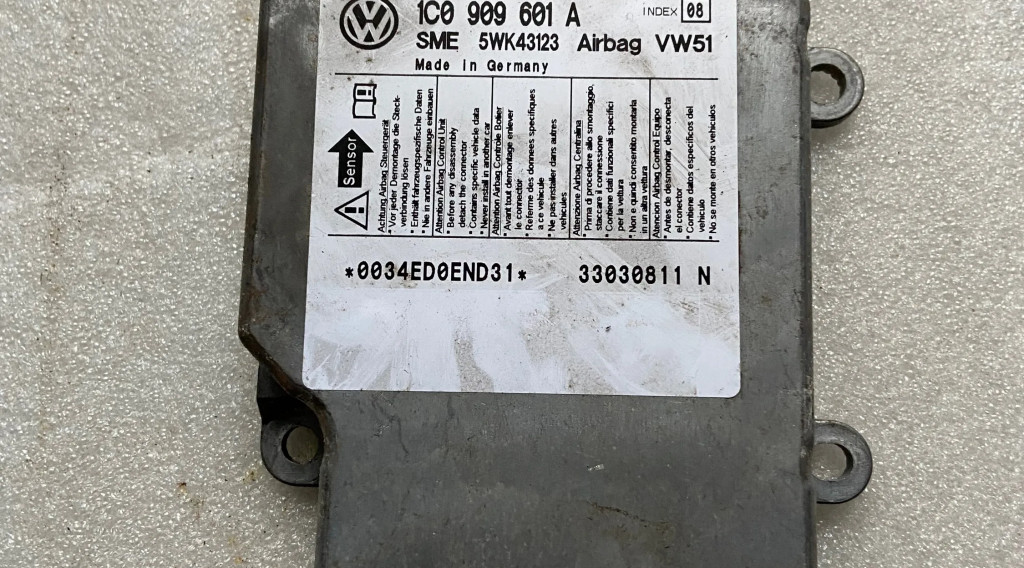 1C0 909 601 A
INDEX 08
SME 5WK43123 Airbag VW51
Made in Germany
Sensor
Achtung Airbag Steuergerät
* Vor jeder Demontage die Steck-
verbindung lösen
* Enthält fahrzeugspezifische Daten
* Nie in andere Fahrzeuge einbauen
Attention Airbag Control Unit
* Before any disassembly
detach the connector
* Contains specific vehicle data
* Never install in another car
Attention Airbag Controle Boitier
* Avant tout demontage enlever
le connector
* Referme des donnees specifiques
a ce vehicule
* Ne pas installer dans autres
vehicules
Attenzione Airbag Centralina
* Prima di procedere allo smontaggio,
staccare il connessione
* Contiene dati funzionali specifici
per la vettura
* Non e quindi consentito montarla
in un altra vettura
Atencion Airbag Control Equipo
* Antes de desmontar, desconecta
el conector
* Contiene datos especificos del
vehiculo
* No se monte en otros vehiculos
*0034ED0END31* 33030811 N